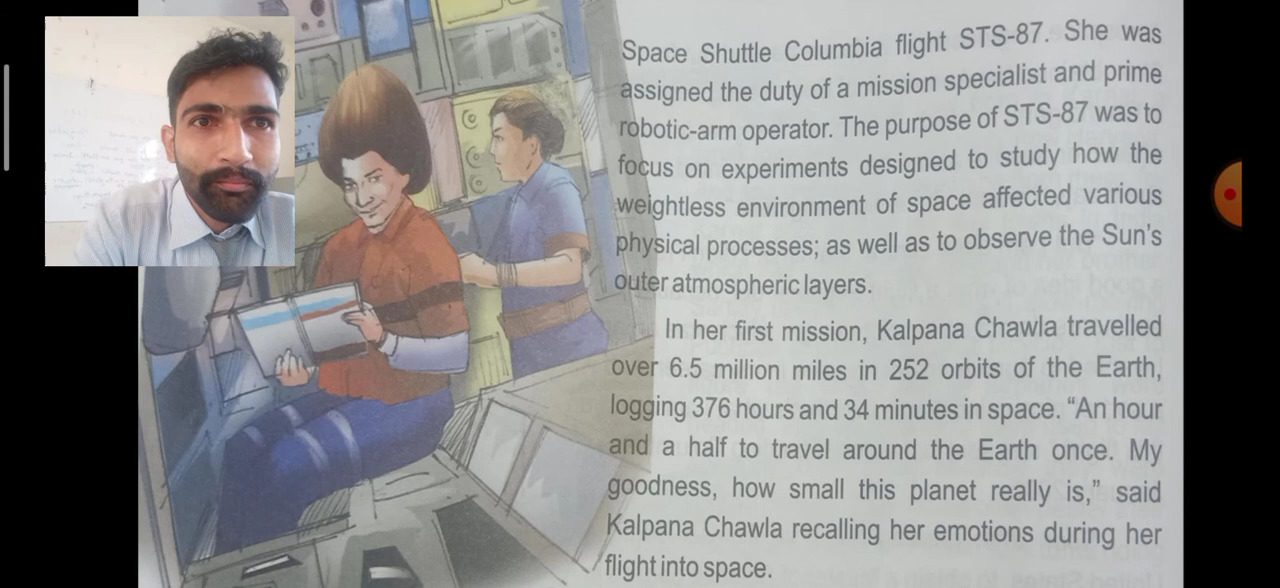 Space Shuttle Columbia flight STS-87. She was
assigned the duty of a mission specialist and prime
robotic-arm operator. The purpose of STS-87 was to
focus on experiments designed to study how the
weightless environment of space affected various
physical processes; as well as to observe the Sun's
outer atmospheric layers.
In her first mission, Kalpana Chawla travelled
over 6.5 million miles in 252 orbits of the Earth,
logging 376 hours and 34 minutes in space. “An hour
and a half to travel around the Earth once. My
goodness, how small this planet really is,” said
Kalpana Chawla recalling her emotions during her
flight into space.